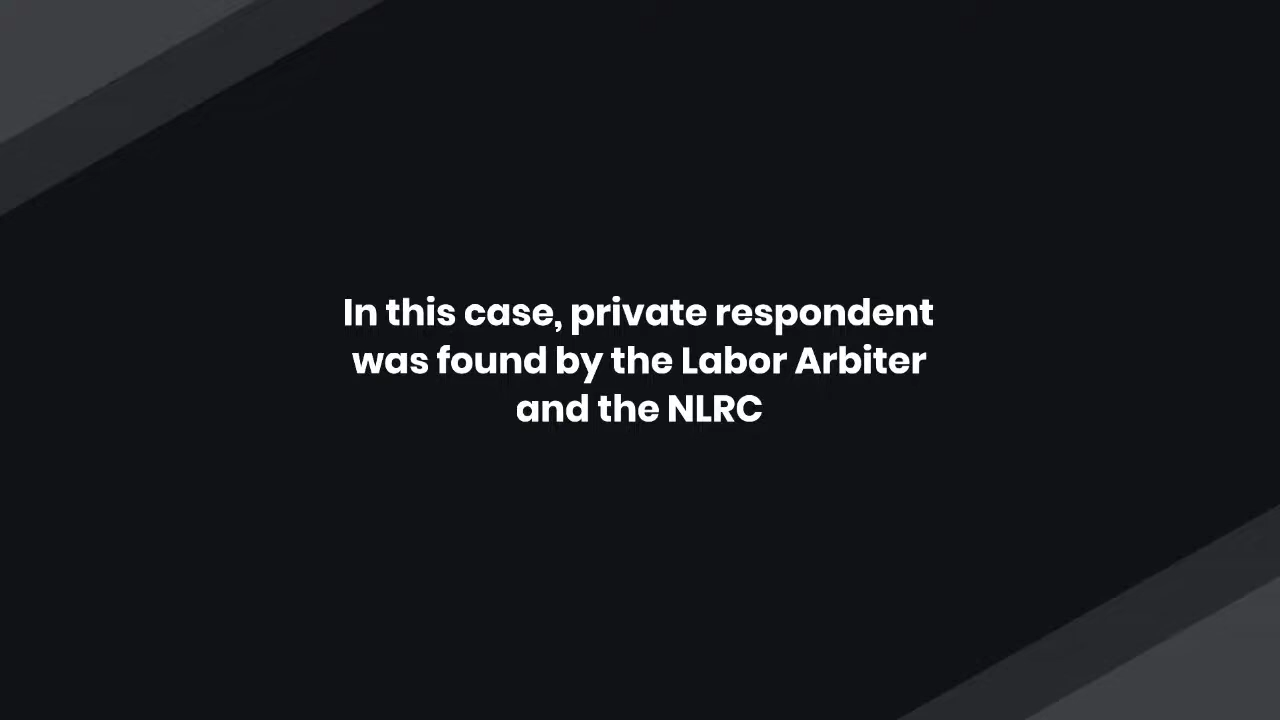 In this case, private respondent
was found by the Labor Arbiter
and the NLRC